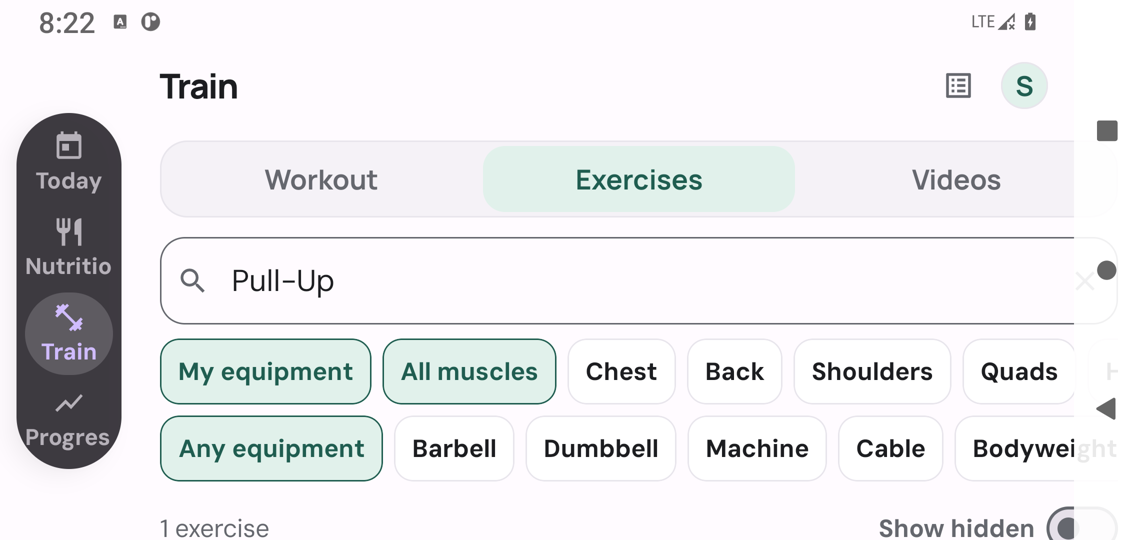 8:22
LTE
Train
S
Today
Nutritio
Train
Progres
Workout
Exercises
Videos
Pull-Up
My equipment
All muscles
Chest
Back
Shoulders
Quads
H
Any equipment
Barbell
Dumbbell
Machine
Cable
Bodyweight
1 exercise
Show hidden